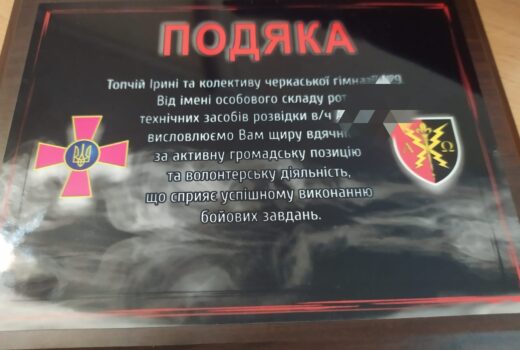 ПОДЯКА
Топчій Ірині та колективу черкаської гімназії №9
Від імені особового складу
технічних засобів розвідки в/ч
висловлюємо Вам щиру
за активну громадську позицію
та волонтерську діяльність,
що сприяє успішному виконанню
бойових завдань.
Ω